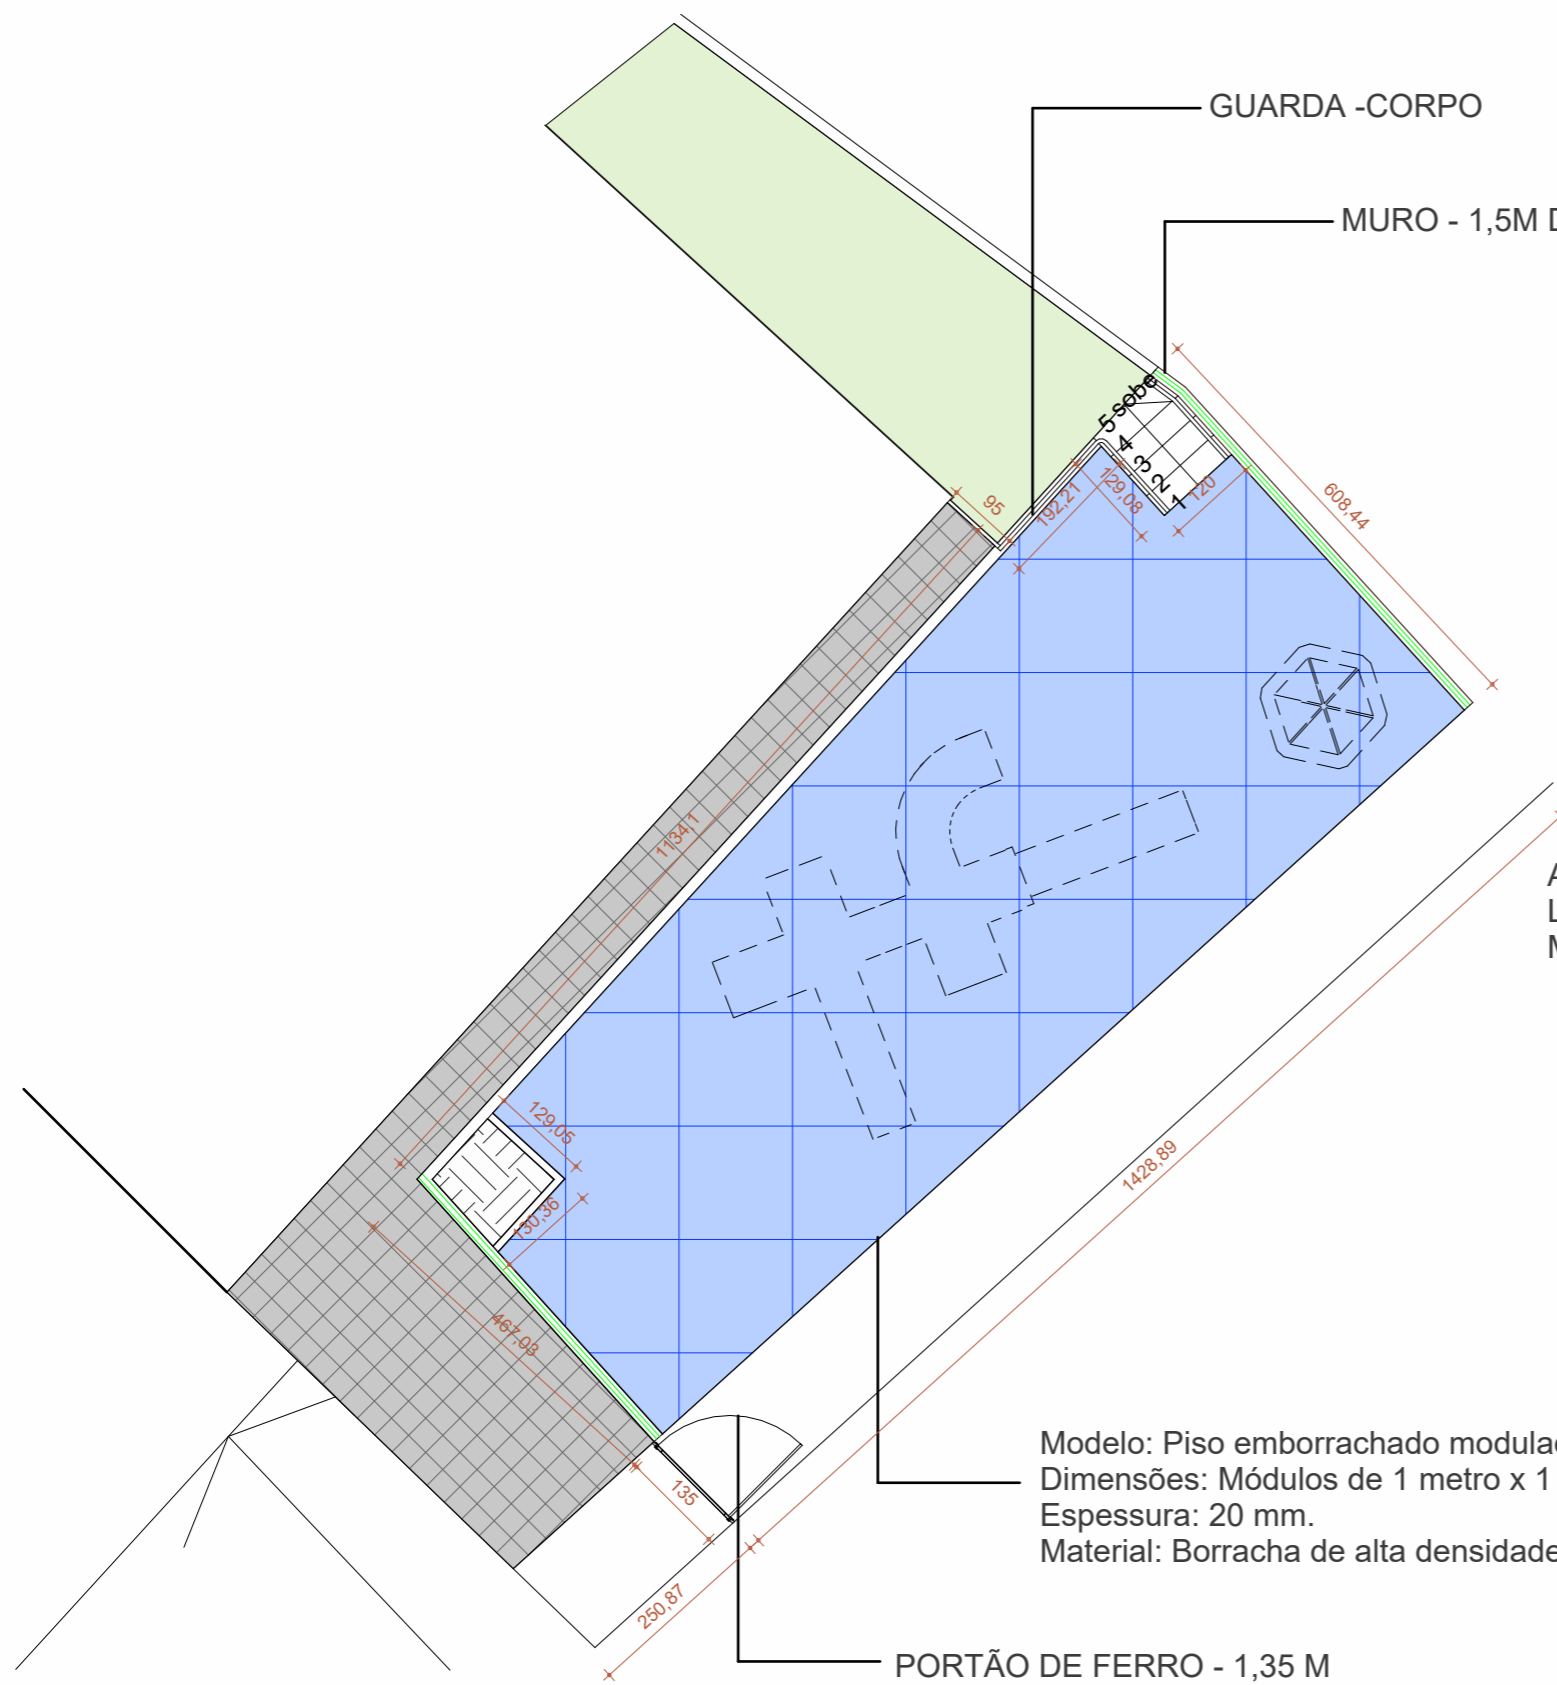 GUARDA -CORPO
MURO - 1,5M D
5 sobe
4
3
2
1
95
192,21
129,08
120
608,44
1134,1
A
L
M
129,05
130,36
1428,89
467,03
135
250,87
Modelo: Piso emborrachado modulad
Dimensões: Módulos de 1 metro x 1
Espessura: 20 mm.
Material: Borracha de alta densidade
PORTÃO DE FERRO - 1,35 M